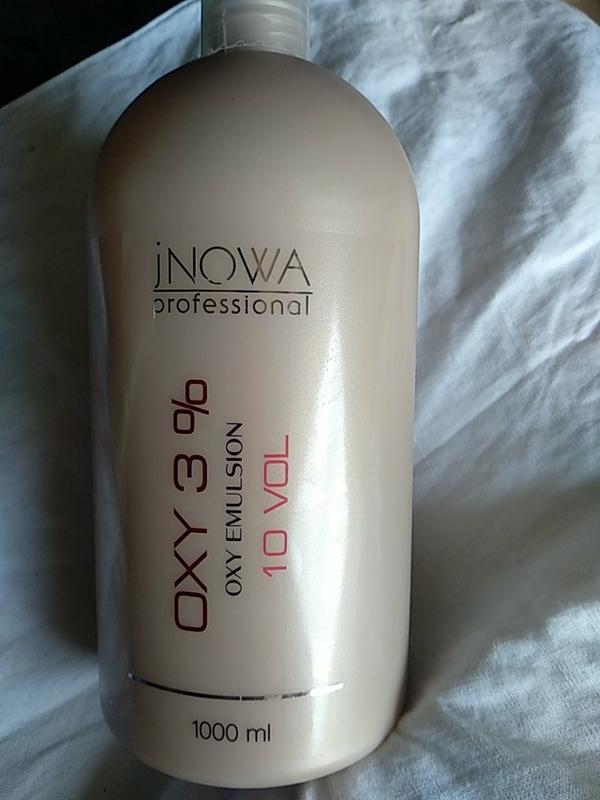 jNOWA
professional
OXY 3 %
OXY EMULSION
10 VOL
1000 ml